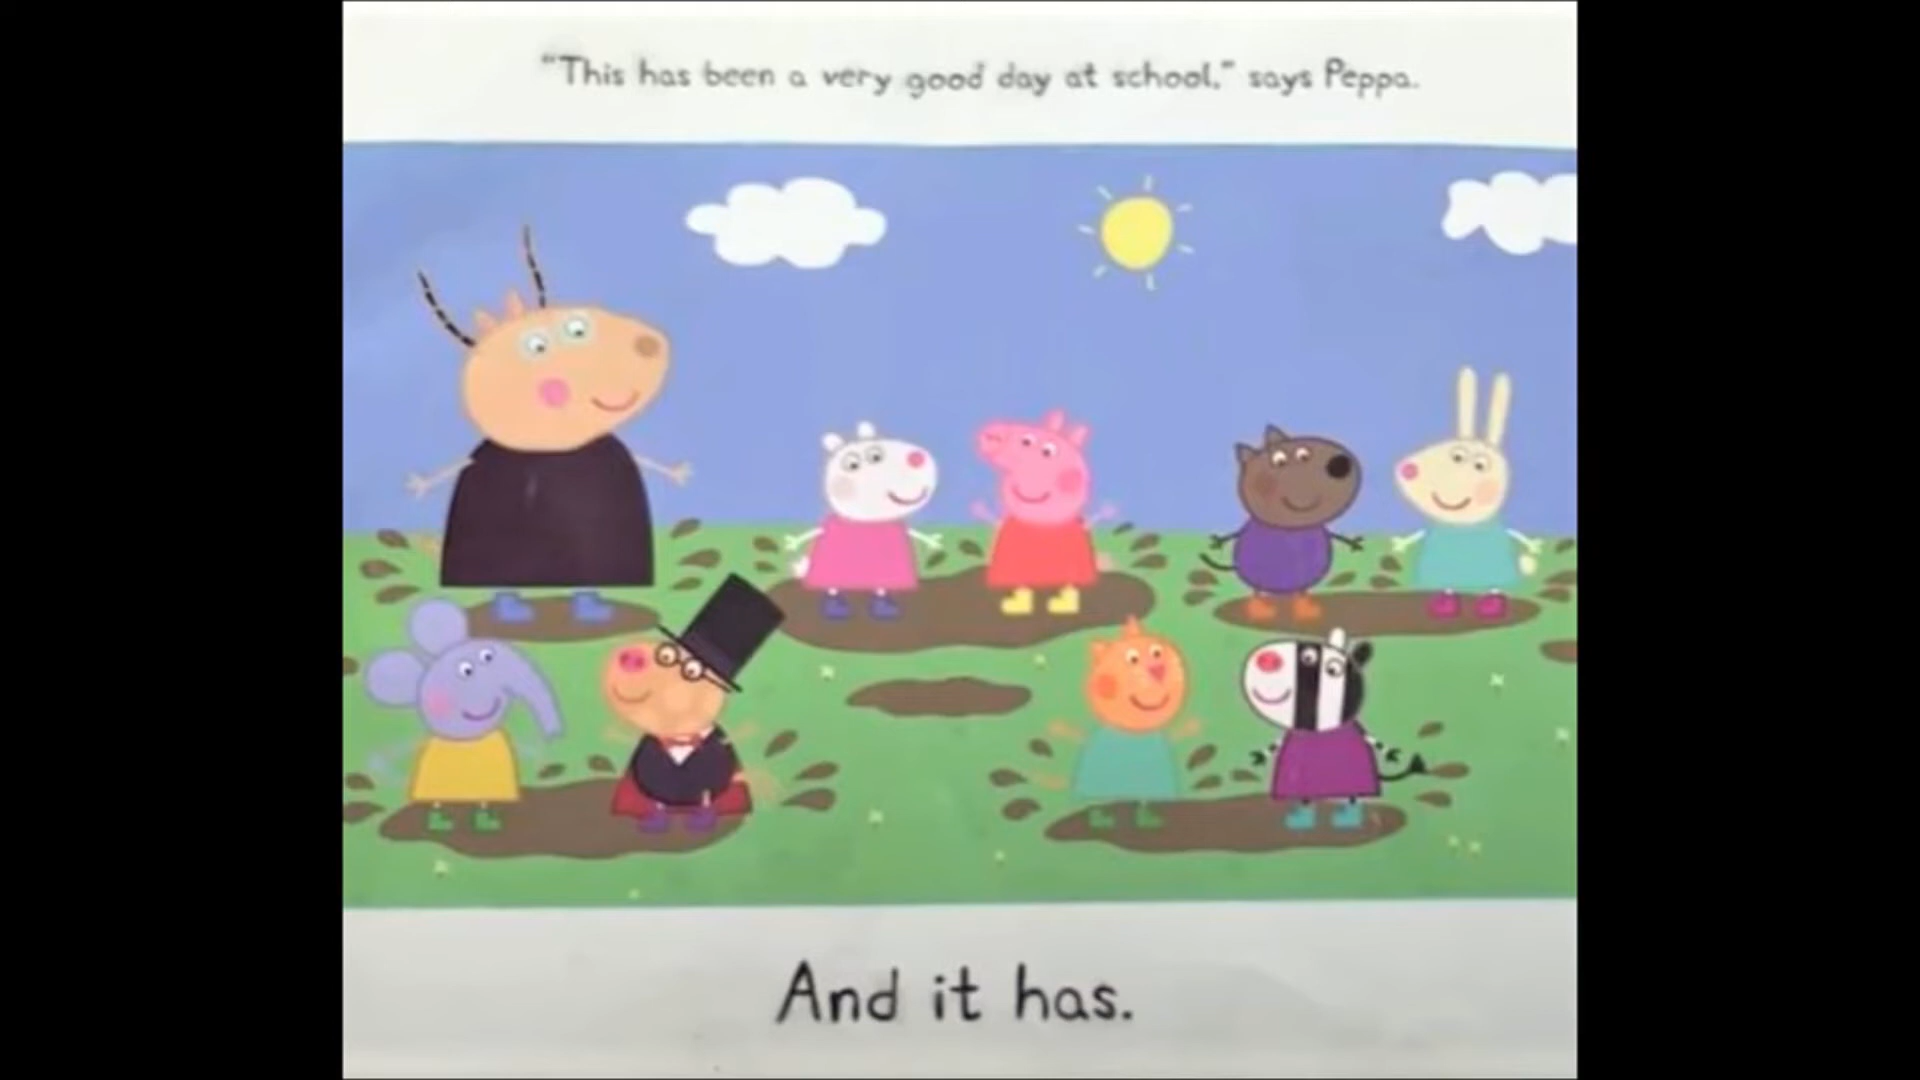 "This has been a very good day at school," says Peppa.
And it has.